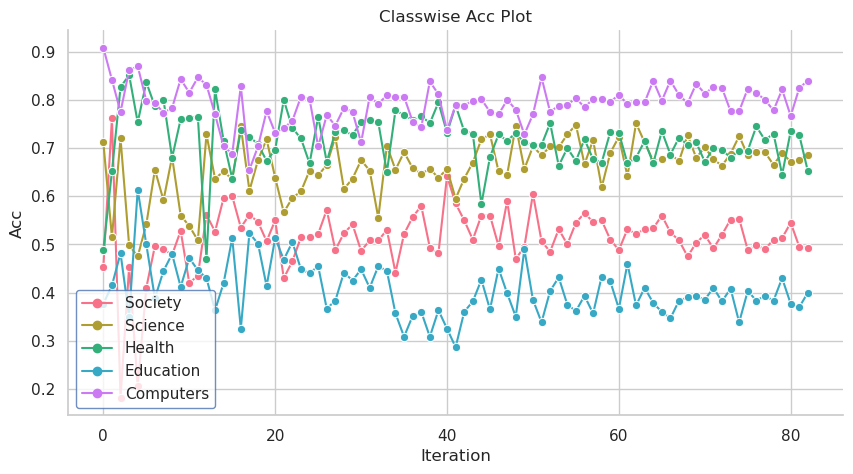 Classwise Acc Plot
0.9
0.8
0.7
0.6
0.5
0.4
0.3
0.2
Acc
Society
Science
Health
Education
Computers
0
20
40
60
80
Iteration